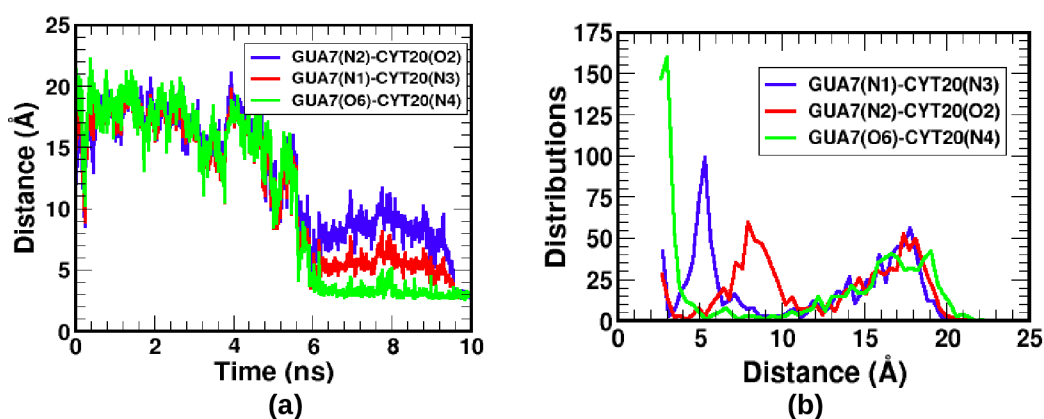 25
20
15
10
5
0
Distance (Å)
GUA7(N2)-CYT20(O2)
GUA7(N1)-CYT20(N3)
GUA7(O6)-CYT20(N4)
0 2 4 6 8 10
Time (ns)
(a)
175
150
125
100
75
50
25
0
Distributions
GUA7(N1)-CYT20(N3)
GUA7(N2)-CYT20(O2)
GUA7(O6)-CYT20(N4)
0 5 10 15 20 25
Distance (Å)
(b)